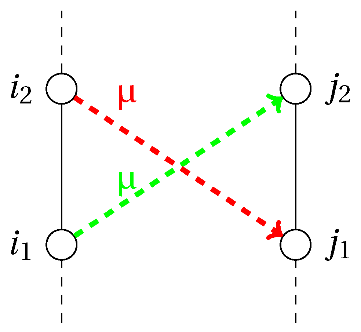 i₂ μ j₂
μ
i₁ j₁